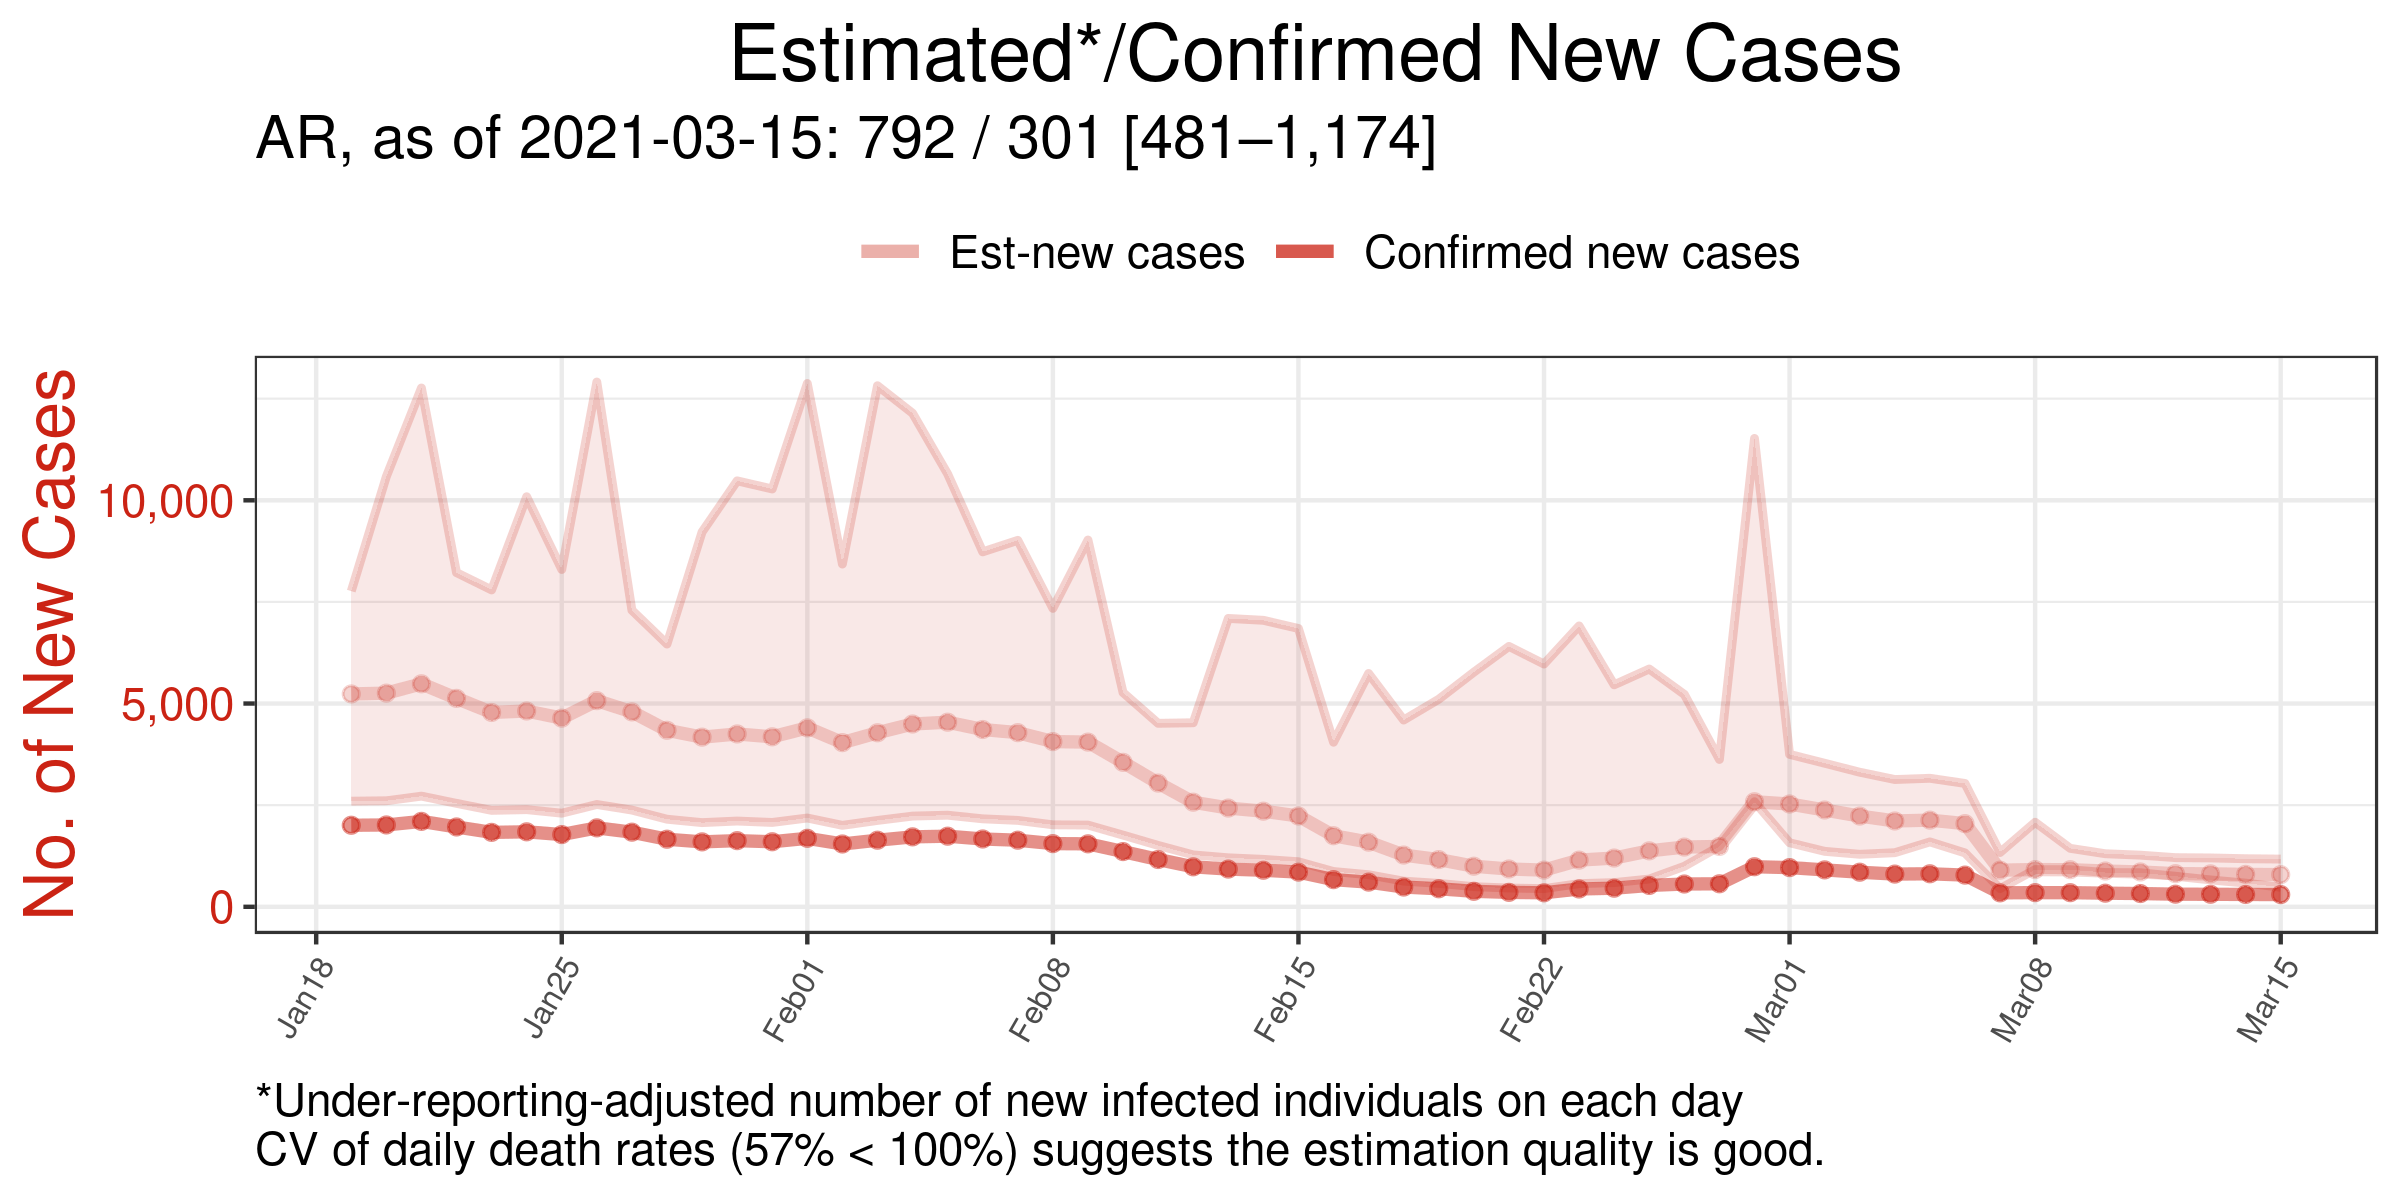 Estimated*/Confirmed New Cases
AR, as of 2021-03-15: 792 / 301 [481–1,174]
Est-new cases
Confirmed new cases
No. of New Cases
10,000
5,000
0
Jan18
Jan25
Feb01
Feb08
Feb15
Feb22
Mar01
Mar08
Mar15
*Under-reporting-adjusted number of new infected individuals on each day
CV of daily death rates (57% < 100%) suggests the estimation quality is good.